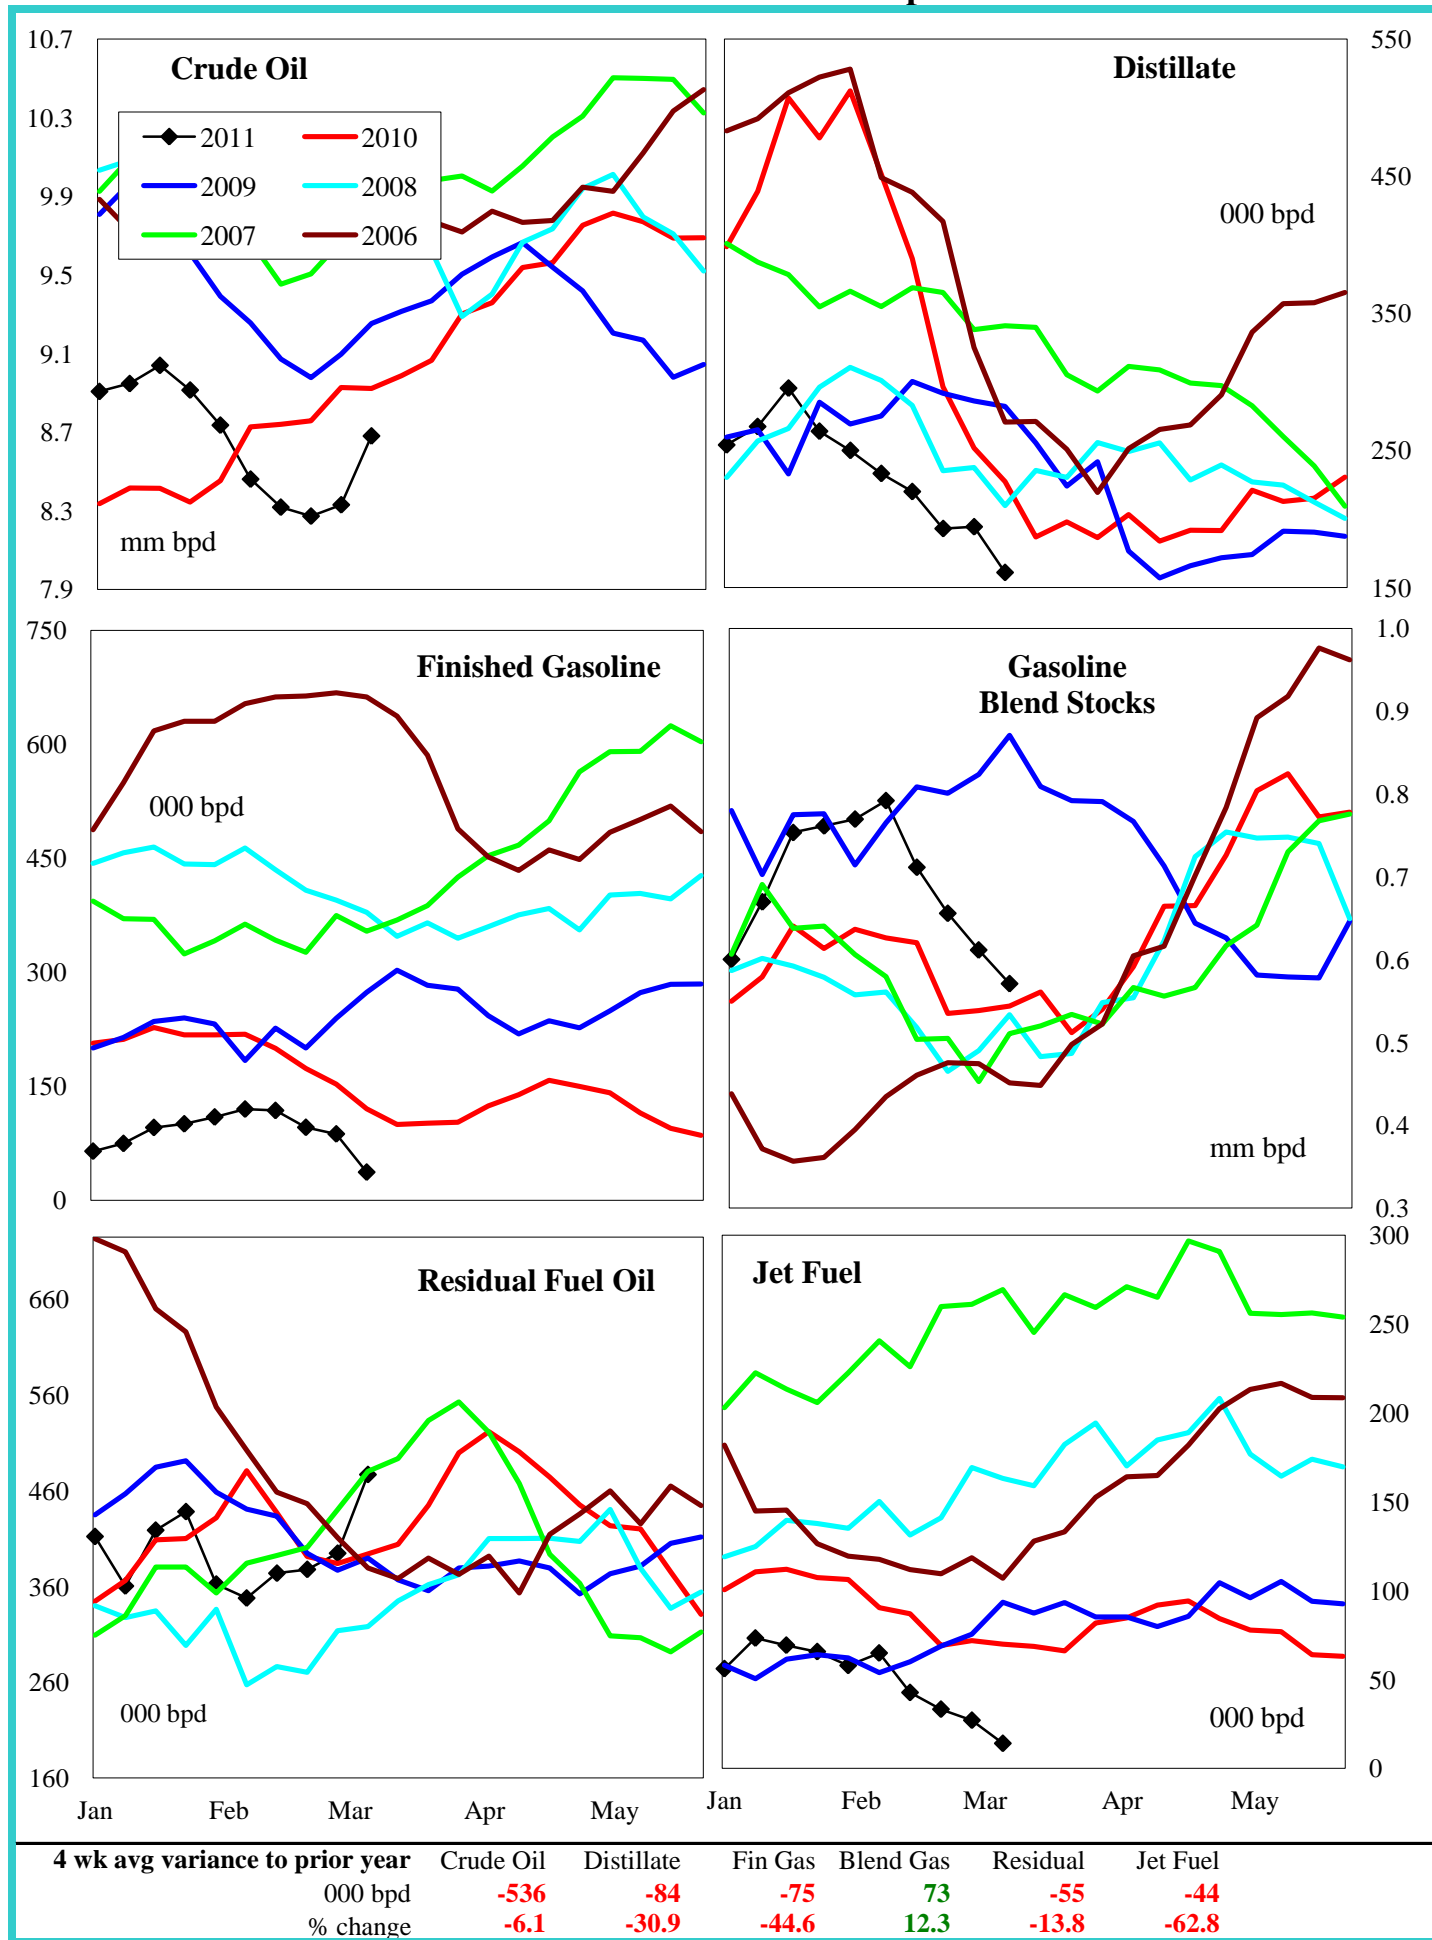 10.7
10.3
9.9
9.5
9.1
8.7
8.3
7.9
Crude Oil
2011 2010
2009 2008
2007 2006
mm bpd
Distillate
000 bpd
550
450
350
250
150
750
600
450
300
150
0
Finished Gasoline
000 bpd
Gasoline
Blend Stocks
mm bpd
1.0
0.9
0.8
0.7
0.6
0.5
0.4
0.3
660
560
460
360
260
160
Residual Fuel Oil
000 bpd
Jan Feb Mar Apr May
Jet Fuel
000 bpd
300
250
200
150
100
50
0
Jan Feb Mar Apr May
4 wk avg variance to prior year Crude Oil Distillate Fin Gas Blend Gas Residual Jet Fuel
000 bpd -536 -84 -75 73 -55 -44
% change -6.1 -30.9 -44.6 12.3 -13.8 -62.8